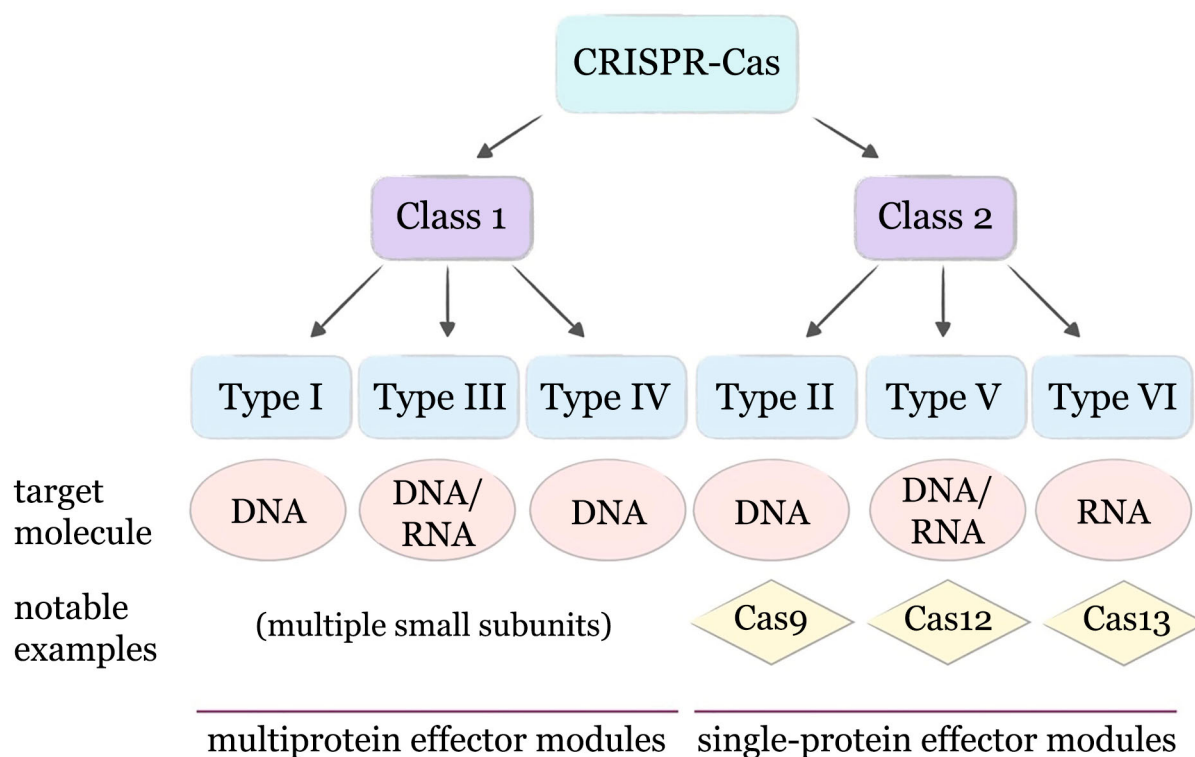 CRISPR-Cas
Class 1
Class 2
Type I
Type III
Type IV
Type II
Type V
Type VI
target
molecule
DNA
DNA/
RNA
DNA
DNA
DNA/
RNA
RNA
notable
examples
(multiple small subunits)
Cas9
Cas12
Cas13
multiprotein effector modules
single-protein effector modules